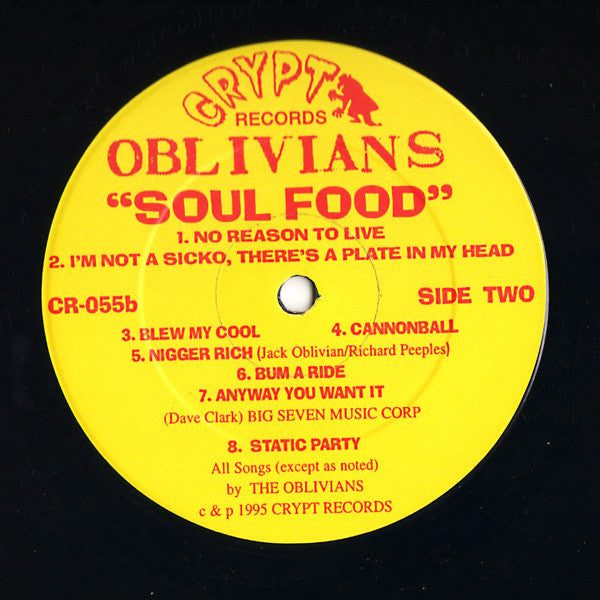 CRYPT
RECORDS
OBLIVIANS
“SOUL FOOD”
1. NO REASON TO LIVE
2. I'M NOT A SICKO, THERE'S A PLATE IN MY HEAD
CR-055b SIDE TWO
3. BLEW MY COOL 4. CANNONBALL
5. NIGGER RICH (Jack Oblivian/Richard Peeples)
6. BUM A RIDE
7. ANYWAY YOU WANT IT
(Dave Clark) BIG SEVEN MUSIC CORP
8. STATIC PARTY
All Songs (except as noted)
by THE OBLIVIANS
c & p 1995 CRYPT RECORDS